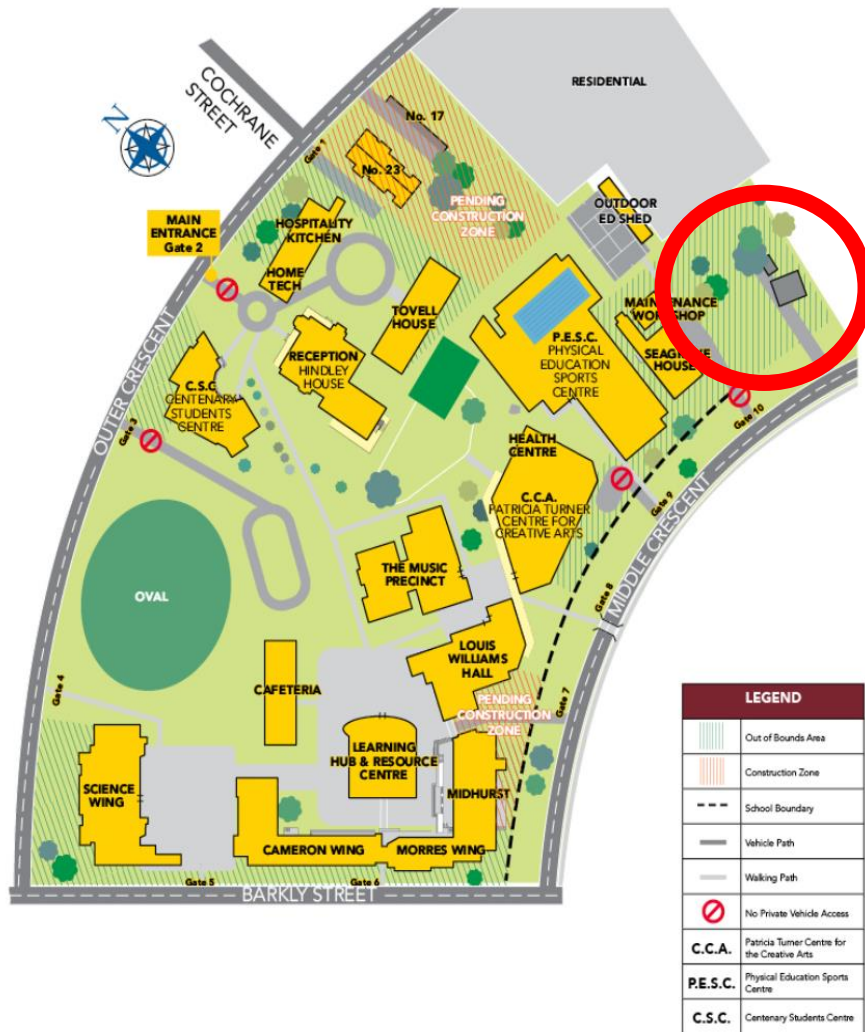 RESIDENTIAL
COCHRANE
STREET
N
No. 17
Gate 1
No. 23
PENDING
CONSTRUCTION
ZONE
OUTDOOR
ED SHED
MAIN
ENTRANCE
Gate 2
HOSPITALITY
KITCHEN
HOME
TECH
TOVELL
HOUSE
MAINTENANCE
WORKSHOP
SEAGROVE
HOUSE
P.E.S.C.
PHYSICAL
EDUCATION
SPORTS
CENTRE
RECEPTION
HINDLEY
HOUSE
C.S.C
CENTENARY
STUDENTS
CENTRE
OUTER CRESCENT
Gate 3
Gate 10
HEALTH
CENTRE
C.C.A.
PATRICIA TURNER
CENTRE FOR
CREATIVE ARTS
Gate 9
MIDDLE CRESCENT
THE MUSIC
PRECINCT
OVAL
Gate 8
LOUIS
WILLIAMS
HALL
CAFETERIA
Gate 4
PENDING
CONSTRUCTION
ZONE
Gate 7
LEARNING
HUB & RESOURCE
CENTRE
SCIENCE
WING
MIDHURST
CAMERON WING
MORRES WING
Gate 5
Gate 6
BARKLY STREET
LEGEND
Out of Bounds Area
Construction Zone
School Boundary
Vehicle Path
Walking Path
No Private Vehicle Access
C.C.A. Patricia Turner Centre for
the Creative Arts
P.E.S.C. Physical Education Sports
Centre
C.S.C. Centenary Students Centre